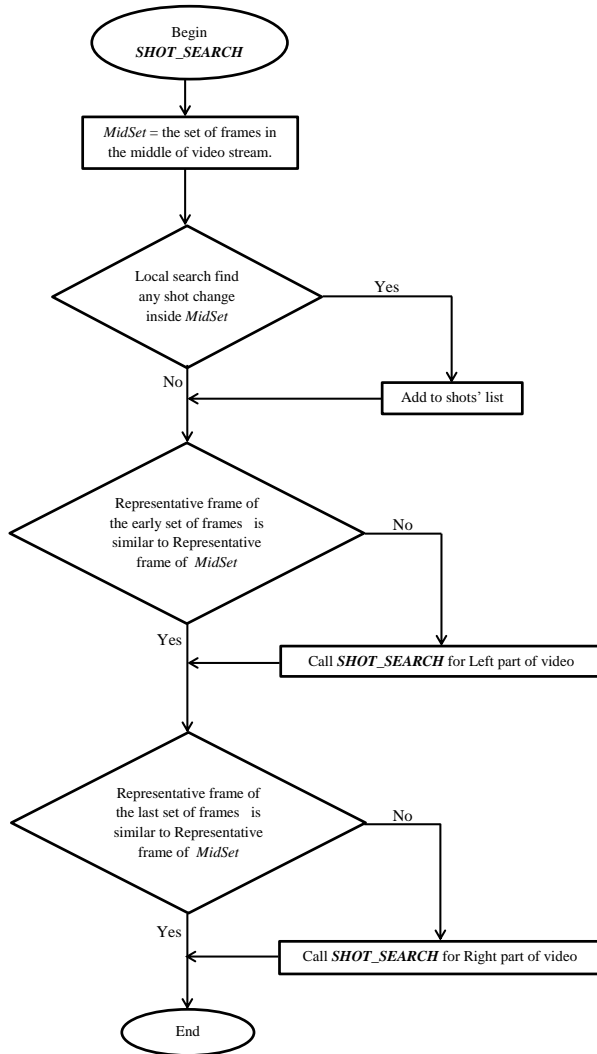 Begin
SHOT_SEARCH
MidSet = the set of frames in
the middle of video stream.
Local search find
any shot change
inside MidSet
Yes
No
Add to shots' list
Representative frame of
the early set of frames is
similar to Representative
frame of MidSet
No
Yes
Call SHOT_SEARCH for Left part of video
Representative frame of
the last set of frames is
similar to Representative
frame of MidSet
No
Yes
Call SHOT_SEARCH for Right part of video
End